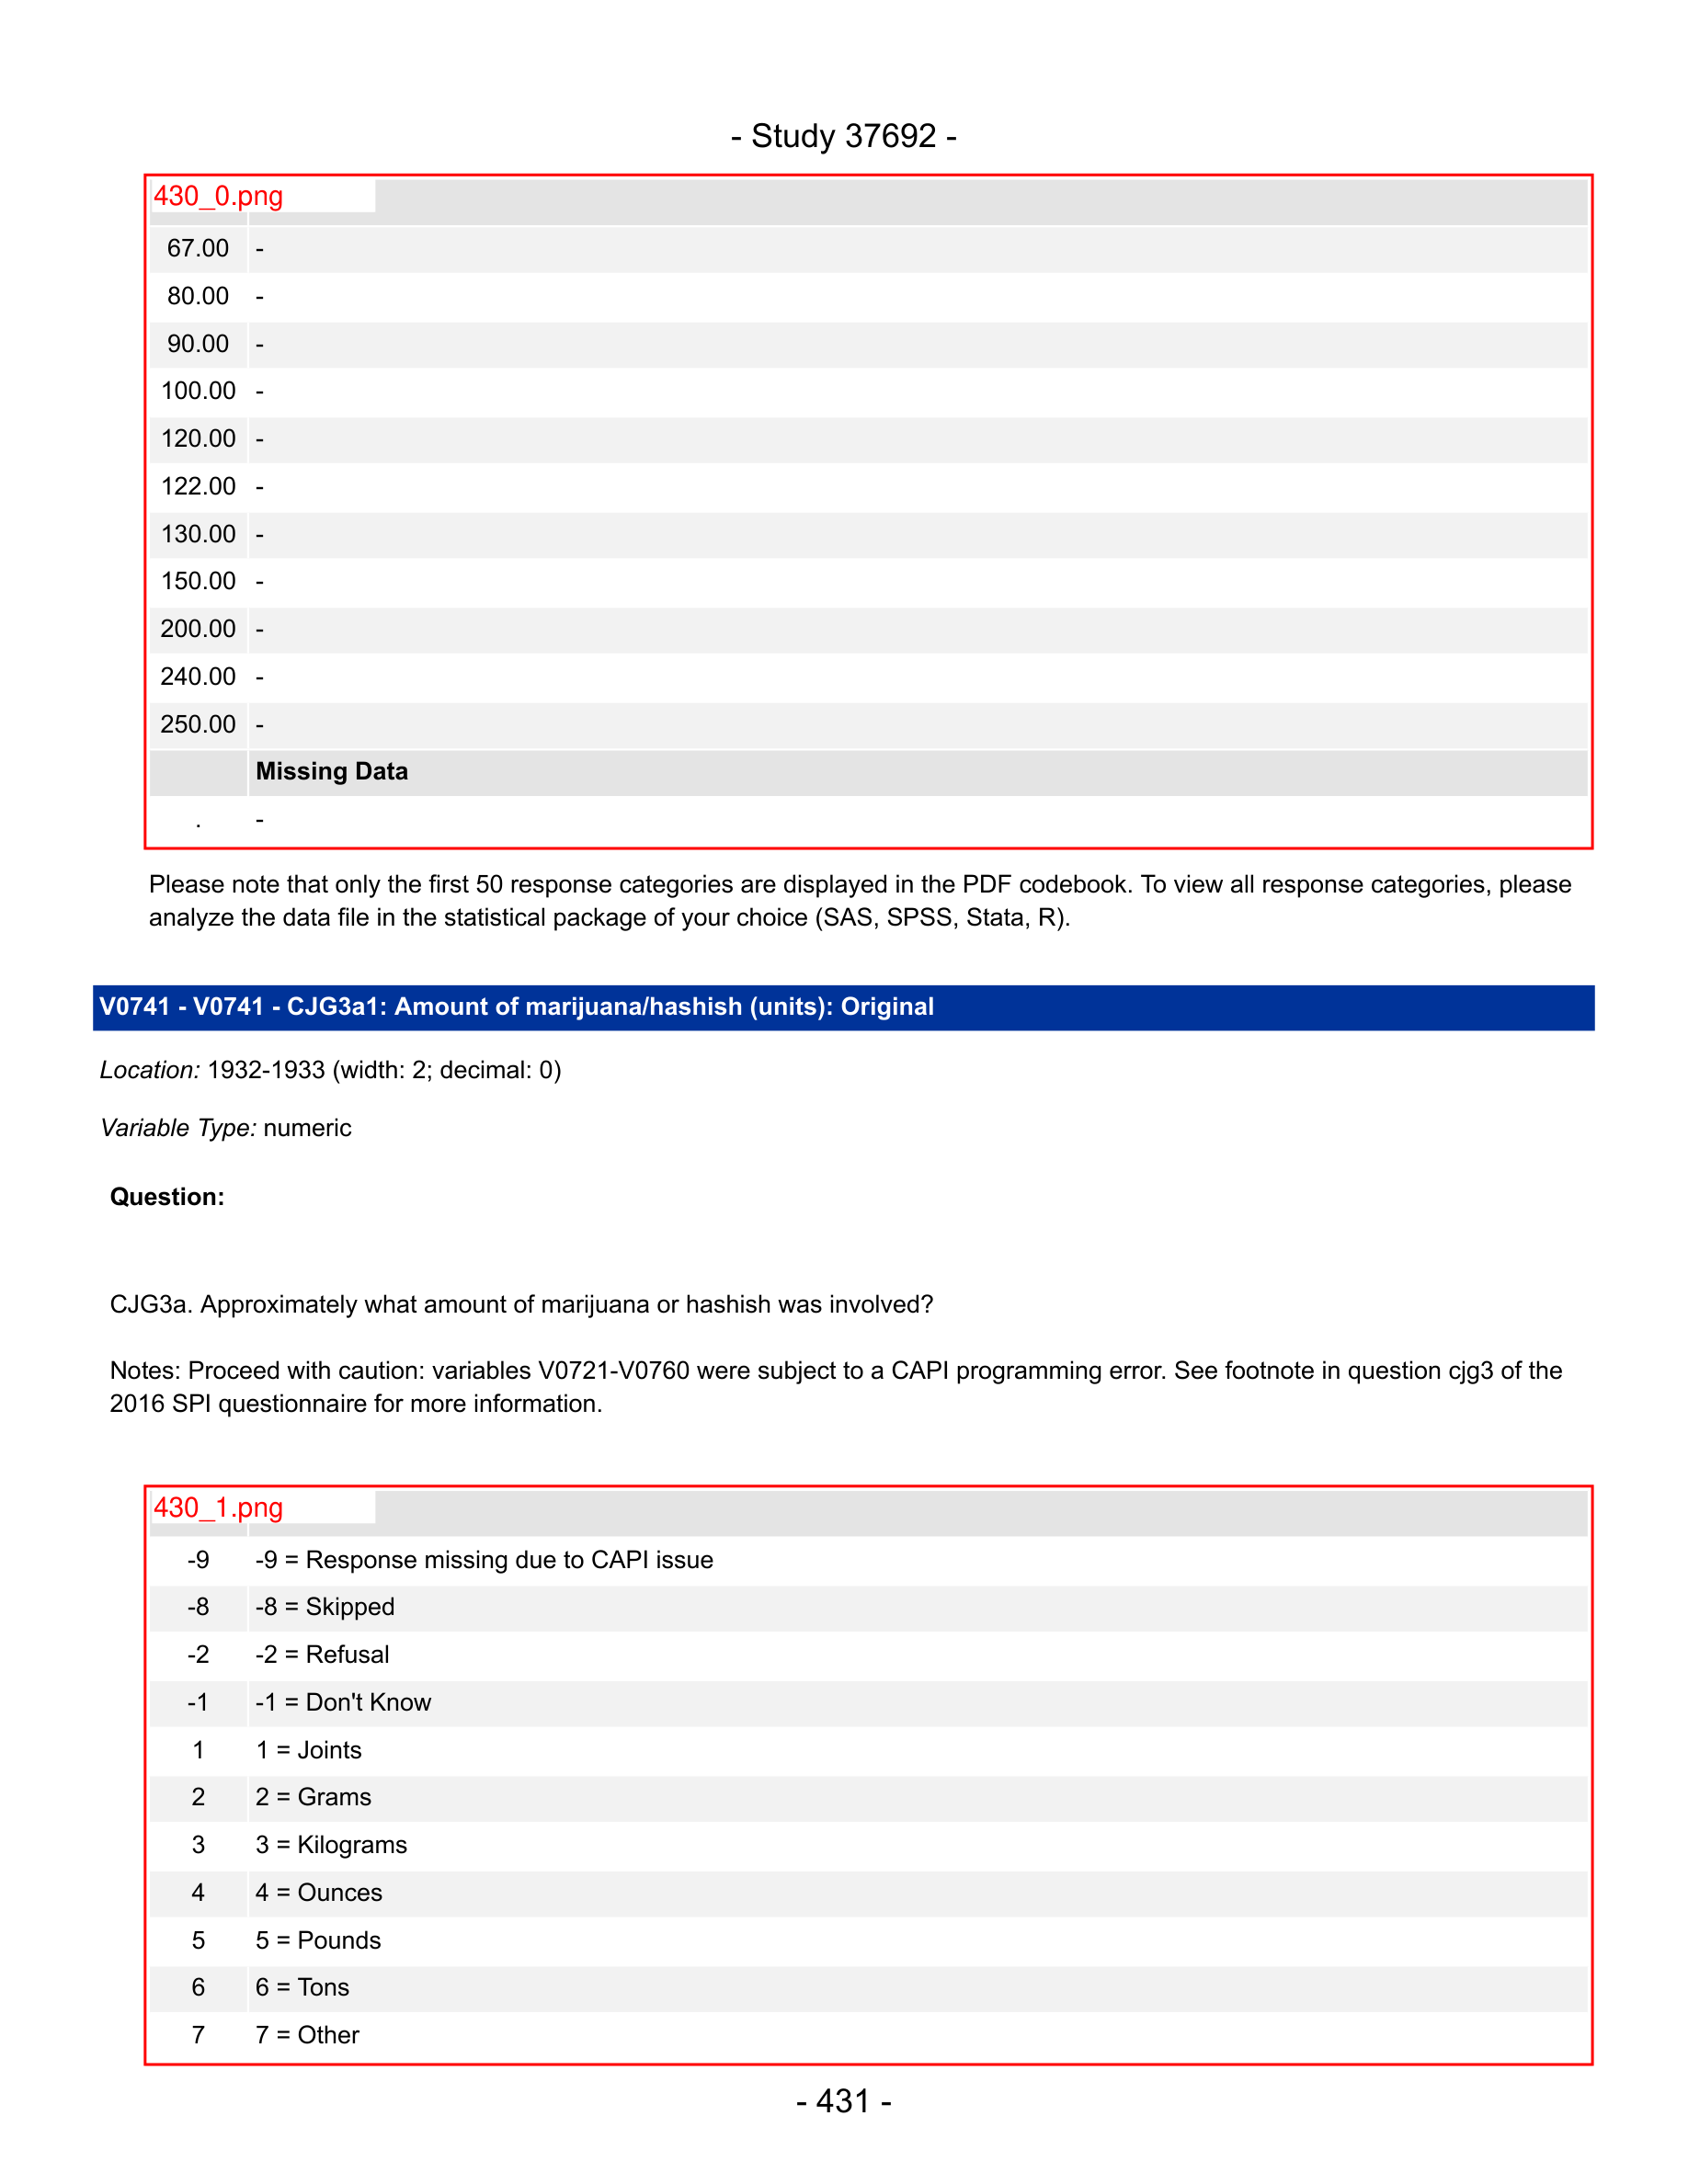 - Study 37692 -
430_0.png
67.00 -
80.00 -
90.00 -
100.00 -
120.00 -
122.00 -
130.00 -
150.00 -
200.00 -
240.00 -
250.00 -
Missing Data
. -
Please note that only the first 50 response categories are displayed in the PDF codebook. To view all response categories, please
analyze the data file in the statistical package of your choice (SAS, SPSS, Stata, R).
V0741 - V0741 - CJG3a1: Amount of marijuana/hashish (units): Original
Location: 1932-1933 (width: 2; decimal: 0)
Variable Type: numeric
Question:
CJG3a. Approximately what amount of marijuana or hashish was involved?
Notes: Proceed with caution: variables V0721-V0760 were subject to a CAPI programming error. See footnote in question cjg3 of the
2016 SPI questionnaire for more information.
430_1.png
-9 -9 = Response missing due to CAPI issue
-8 -8 = Skipped
-2 -2 = Refusal
-1 -1 = Don't Know
1 1 = Joints
2 2 = Grams
3 3 = Kilograms
4 4 = Ounces
5 5 = Pounds
6 6 = Tons
7 7 = Other
- 431 -